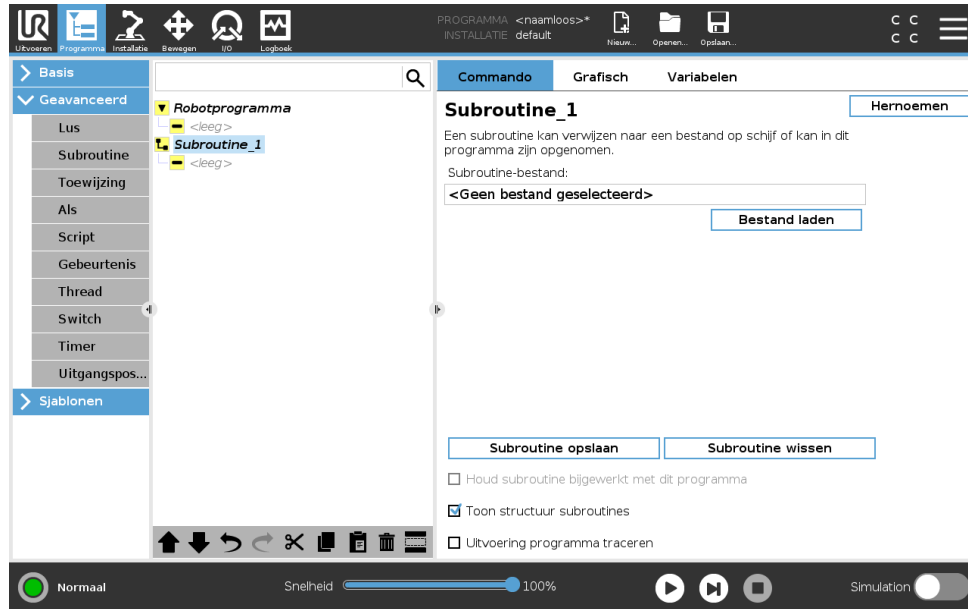 PROGRAMMA <naamloos>*
INSTALLATIE default
Uitvoeren Programma Installatie Bewegen I/O Logboek
Nieuw... Openen... Opslaan...
C C
C C
Basis
Geavanceerd
Lus
Subroutine
Toewijzing
Als
Script
Gebeurtenis
Thread
Switch
Timer
Uitgangspos...
Sjablonen
Robotprogramma
<leeg>
Subroutine_1
<leeg>
Commando Grafisch Variabelen
Subroutine_1
Hernoemen
Een subroutine kan verwijzen naar een bestand op schijf of kan in dit
programma zijn opgenomen.
Subroutine-bestand:
<Geen bestand geselecteerd>
Bestand laden
Subroutine opslaan Subroutine wissen
Houd subroutine bijgewerkt met dit programma
Toon structuur subroutines
Uitvoering programma traceren
Normaal
Snelheid 100%
Simulation